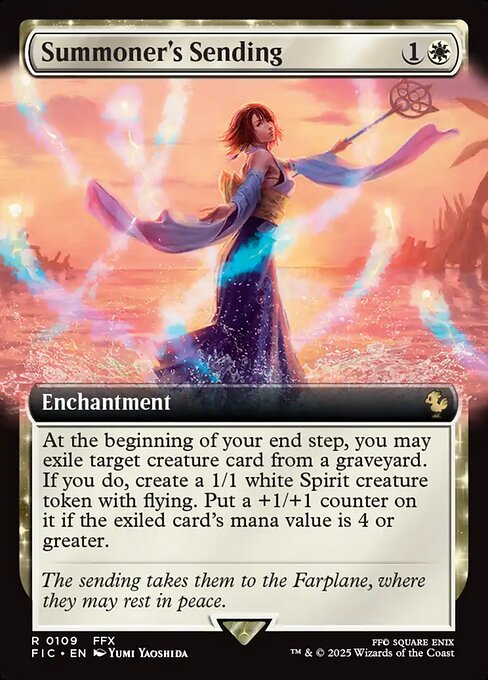 Summoner's Sending 1
Enchantment
At the beginning of your end step, you may
exile target creature card from a graveyard.
If you do, create a 1/1 white Spirit creature
token with flying. Put a +1/+1 counter on
it if the exiled card's mana value is 4 or
greater.
The sending takes them to the Farplane, where
they may rest in peace.
R 0109 FFX
FIC • EN Yumi Yaoshida
FF© SQUARE ENIX
™ & © 2025 Wizards of the Coast